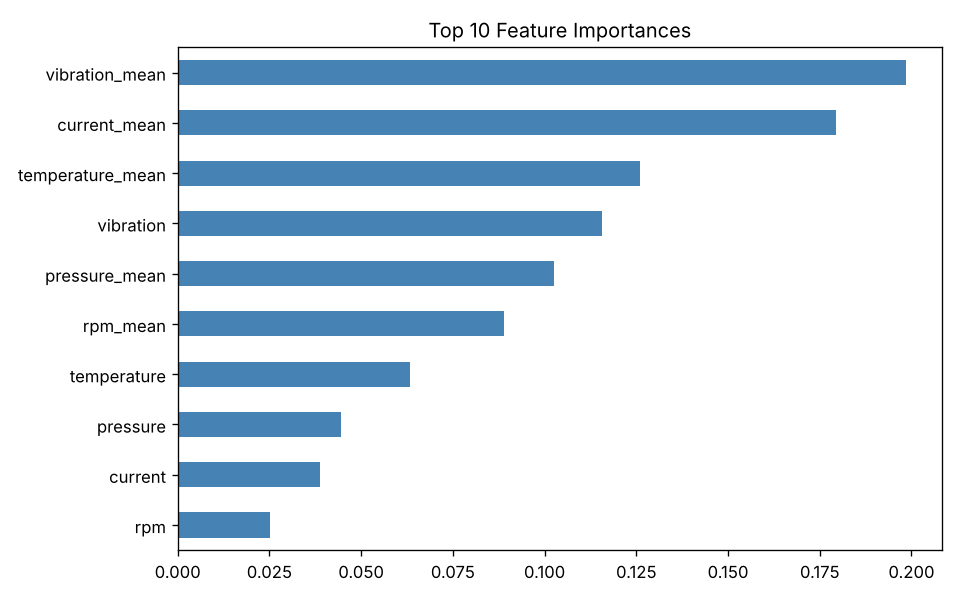 Top 10 Feature Importances
vibration_mean
current_mean
temperature_mean
vibration
pressure_mean
rpm_mean
temperature
pressure
current
rpm
0.000 0.025 0.050 0.075 0.100 0.125 0.150 0.175 0.200